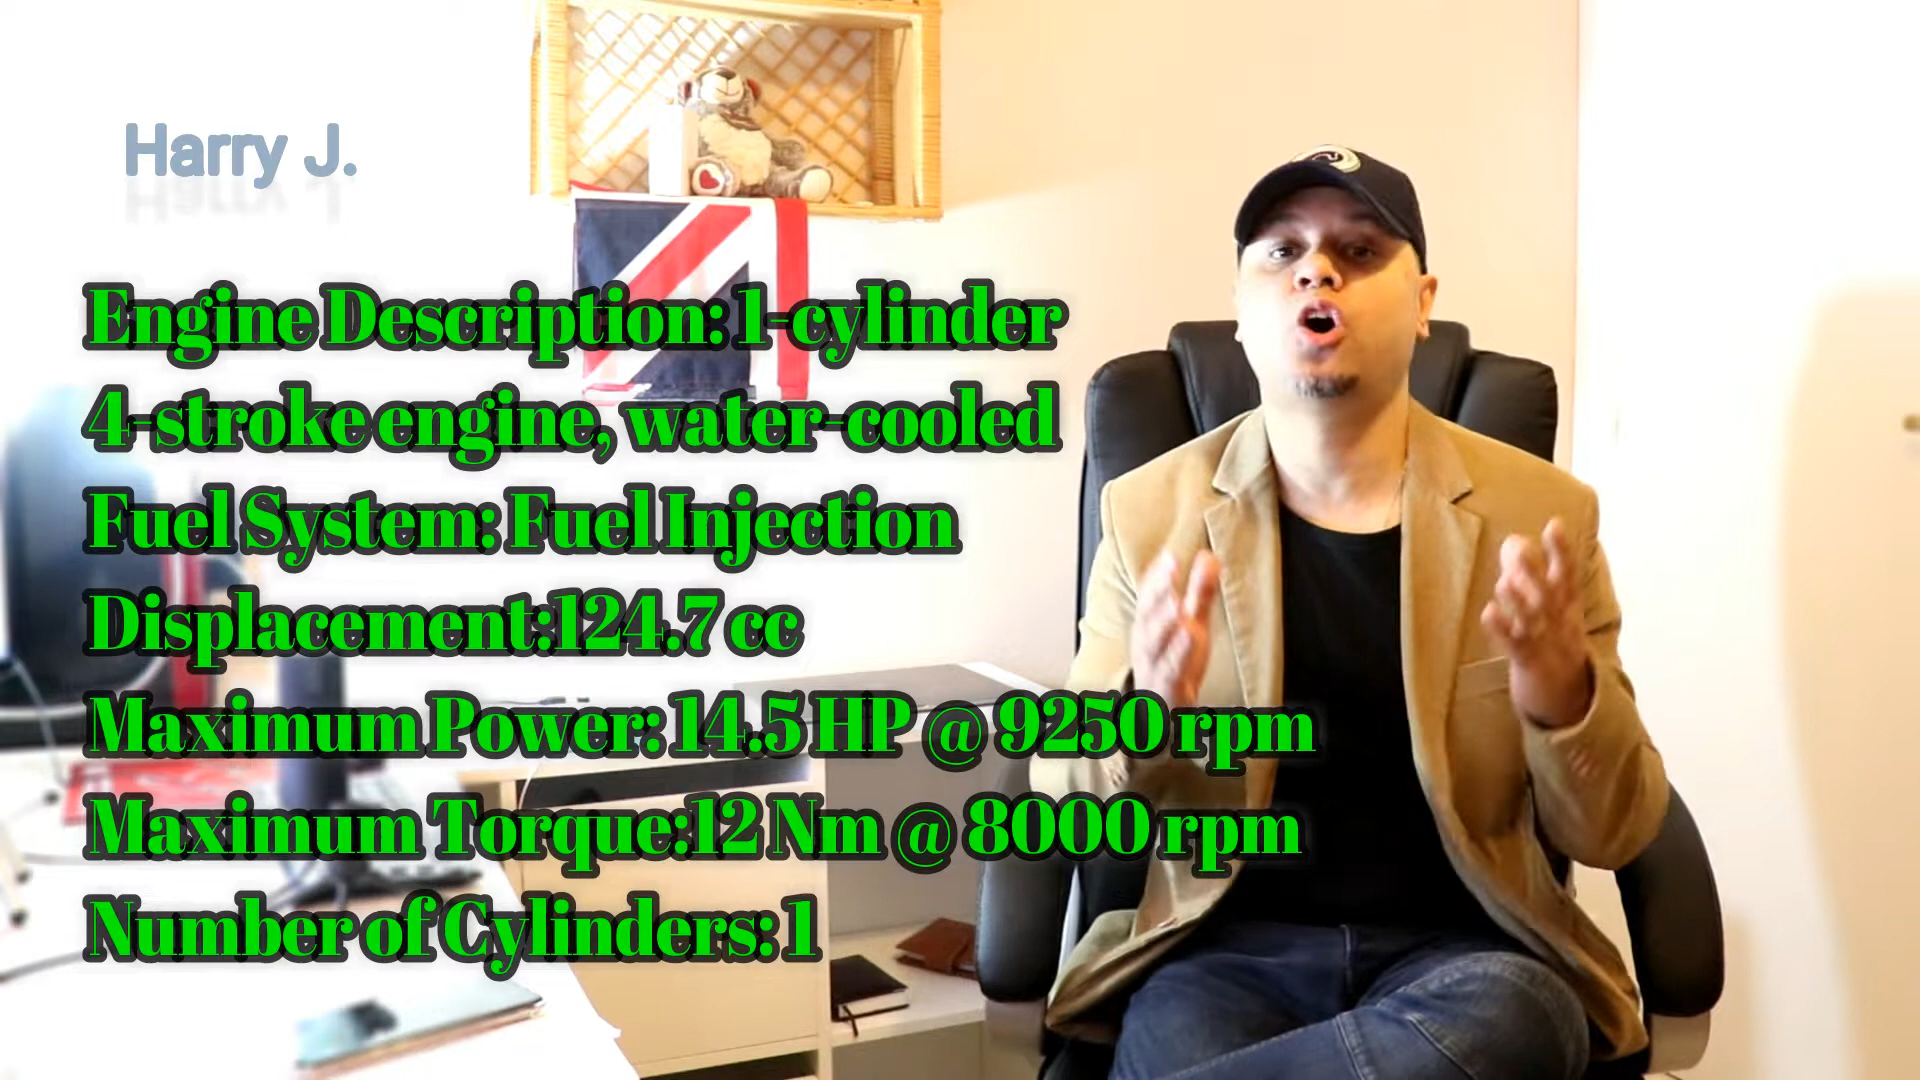 Harry J.
Engine Description: 1-cylinder
4-stroke engine, water-cooled
Fuel System: Fuel Injection
Displacement:124.7 cc
Maximum Power: 14.5 HP @ 9250 rpm
Maximum Torque:12 Nm @ 8000 rpm
Number of Cylinders: 1